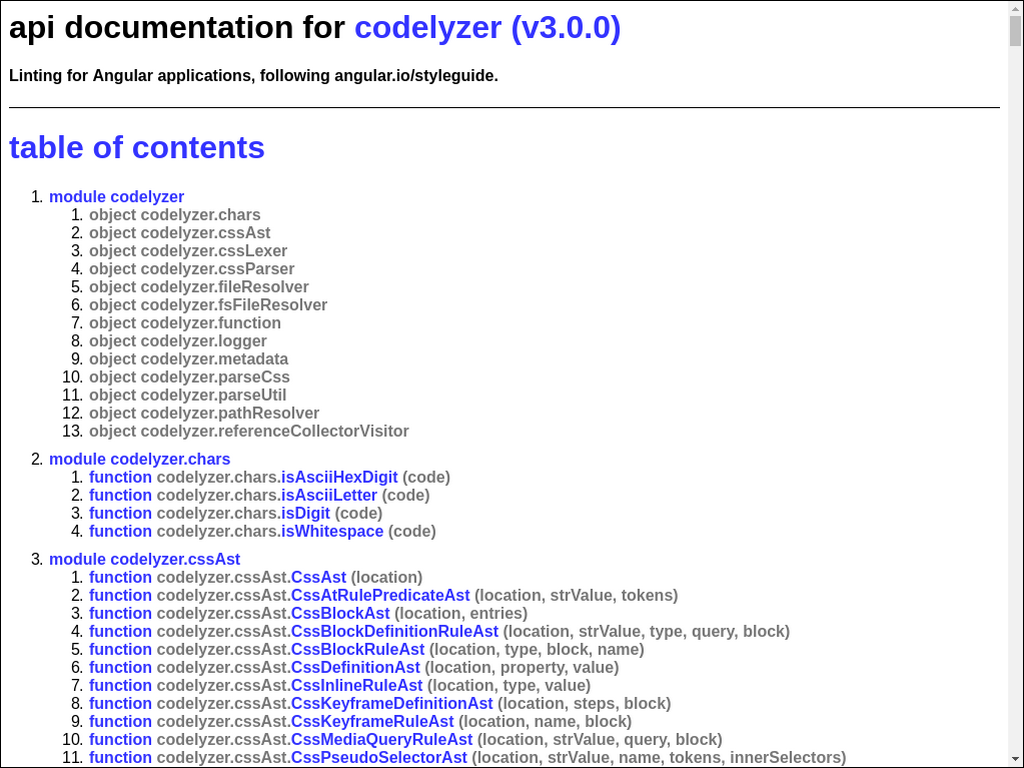 api documentation for codelyzer (v3.0.0)
Linting for Angular applications, following angular.io/styleguide.
table of contents
1. module codelyzer
1. object codelyzer.chars
2. object codelyzer.cssAst
3. object codelyzer.cssLexer
4. object codelyzer.cssParser
5. object codelyzer.fileResolver
6. object codelyzer.fsFileResolver
7. object codelyzer.function
8. object codelyzer.logger
9. object codelyzer.metadata
10. object codelyzer.parseCss
11. object codelyzer.parseUtil
12. object codelyzer.pathResolver
13. object codelyzer.referenceCollectorVisitor
2. module codelyzer.chars
1. function codelyzer.chars.isAsciiHexDigit (code)
2. function codelyzer.chars.isAsciiLetter (code)
3. function codelyzer.chars.isDigit (code)
4. function codelyzer.chars.isWhitespace (code)
3. module codelyzer.cssAst
1. function codelyzer.cssAst.CssAst (location)
2. function codelyzer.cssAst.CssAtRulePredicateAst (location, strValue, tokens)
3. function codelyzer.cssAst.CssBlockAst (location, entries)
4. function codelyzer.cssAst.CssBlockDefinitionRuleAst (location, strValue, type, query, block)
5. function codelyzer.cssAst.CssBlockRuleAst (location, type, block, name)
6. function codelyzer.cssAst.CssDefinitionAst (location, property, value)
7. function codelyzer.cssAst.CssInlineRuleAst (location, type, value)
8. function codelyzer.cssAst.CssKeyframeDefinitionAst (location, steps, block)
9. function codelyzer.cssAst.CssKeyframeRuleAst (location, name, block)
10. function codelyzer.cssAst.CssMediaQueryRuleAst (location, strValue, query, block)
11. function codelyzer.cssAst.CssPseudoSelectorAst (location, strValue, name, tokens, innerSelectors)